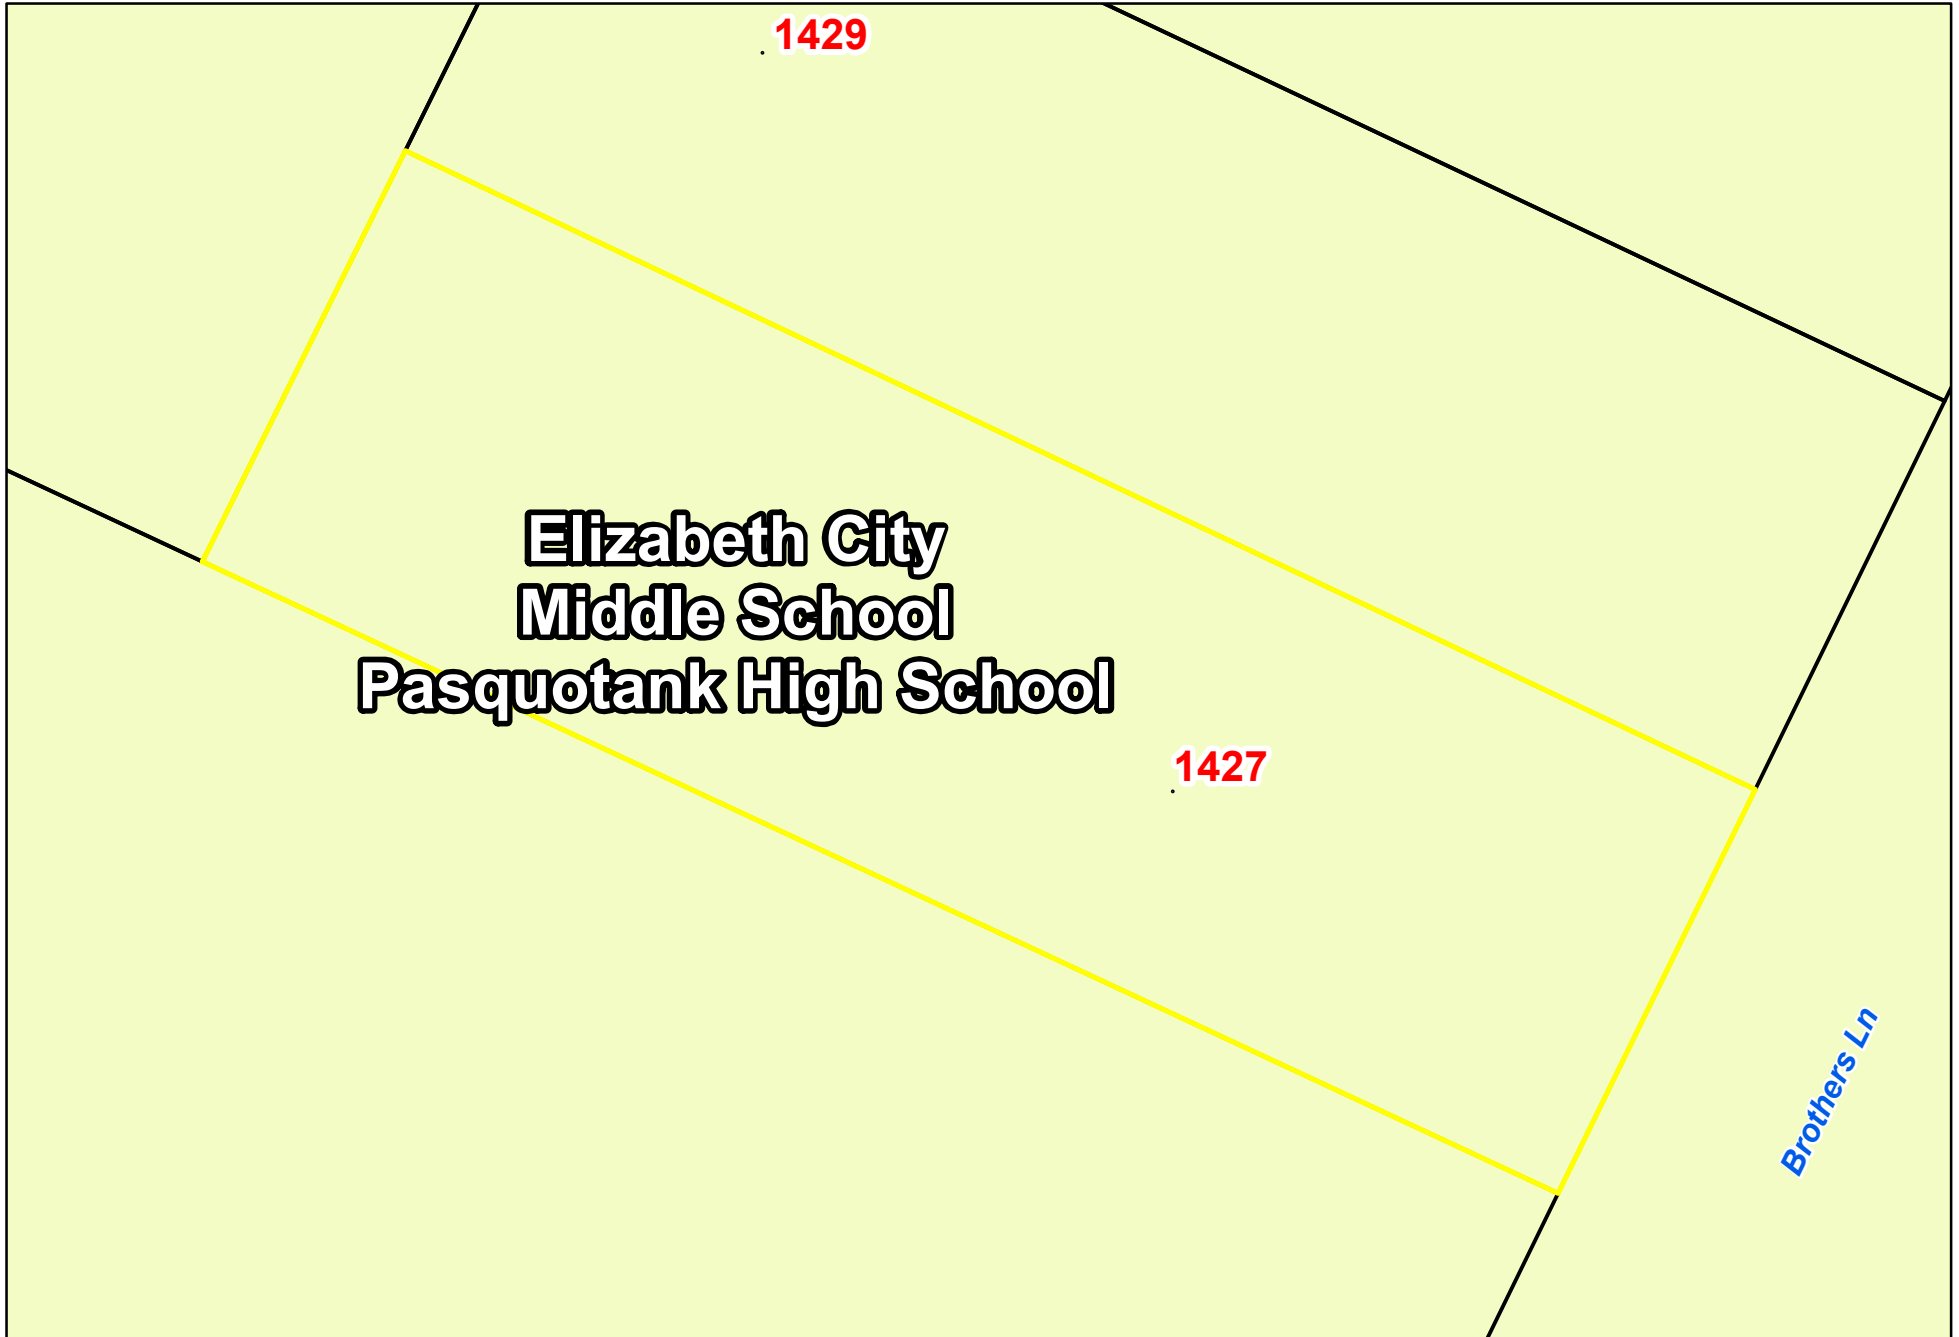 1429
Elizabeth City
Middle School
Pasquotank High School
1427
Brothers Ln